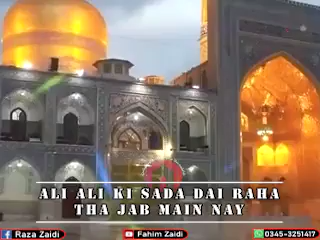 ALI ALI KI SADA DAI RAHA
THA JAB MAIN NAY
Raza Zaidi
Fahim Zaidi
0345-3251417